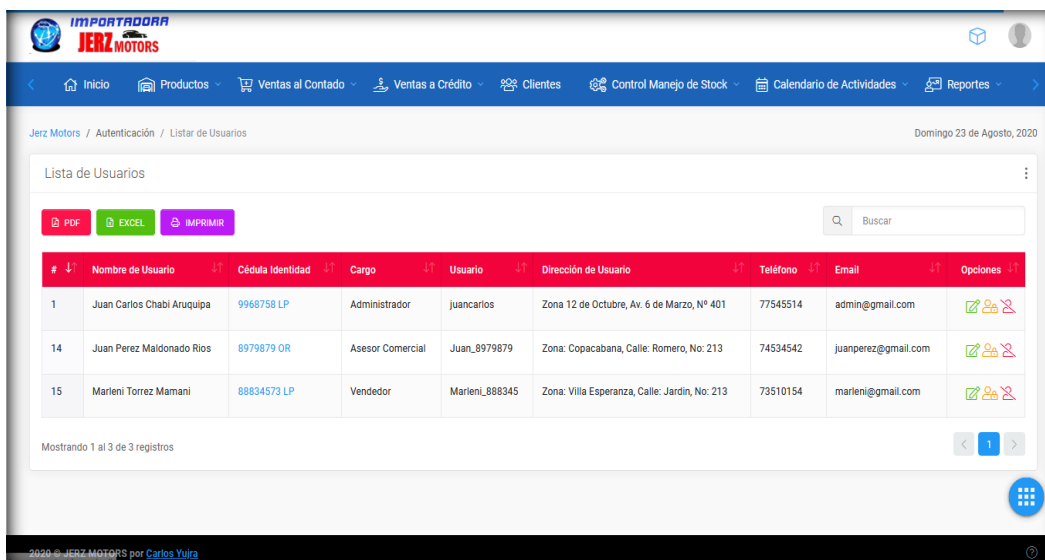 IMPORTADORA
JERZ MOTORS
Inicio Productos Ventas al Contado Ventas a Crédito Clientes Control Manejo de Stock Calendario de Actividades Reportes
Jerz Motors / Autenticación / Listar de Usuarios Domingo 23 de Agosto, 2020
Lista de Usuarios
PDF EXCEL IMPRIMIR Buscar
# Nombre de Usuario Cédula Identidad Cargo Usuario Dirección de Usuario Teléfono Email Opciones
1 Juan Carlos Chabi Aruquipa 9968758 LP Administrador juancarlos Zona 12 de Octubre, Av. 6 de Marzo, Nº 401 77545514 admin@gmail.com
14 Juan Perez Maldonado Rios 8979879 OR Asesor Comercial Juan_8979879 Zona: Copacabana, Calle: Romero, No: 213 74534542 juanperez@gmail.com
15 Marleni Torrez Mamani 88834573 LP Vendedor Marleni_888345 Zona: Villa Esperanza, Calle: Jardin, No: 213 73510154 marleni@gmail.com
Mostrando 1 al 3 de 3 registros < 1 >
2020 © JERZ MOTORS por Carlos Yujra